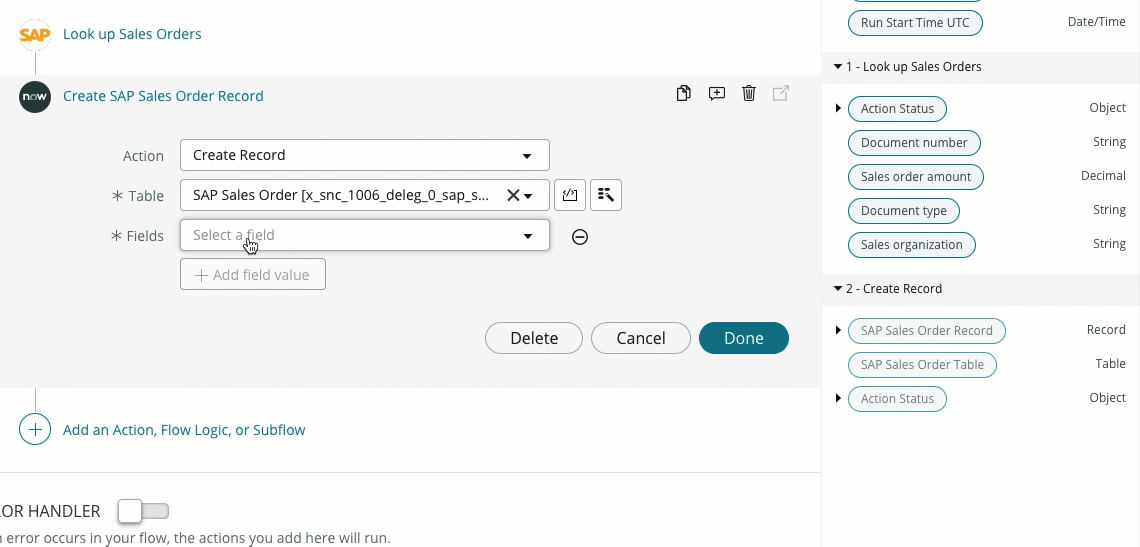 SAP Look up Sales Orders
now Create SAP Sales Order Record
Action Create Record
* Table SAP Sales Order [x_snc_1006_deleg_0_sap_s...
* Fields Select a field
+ Add field value
Delete Cancel Done
+ Add an Action, Flow Logic, or Subflow
OR HANDLER
error occurs in your flow, the actions you add here will run.
Run Start Time UTC Date/Time
1 - Look up Sales Orders
Action Status Object
Document number String
Sales order amount Decimal
Document type String
Sales organization String
2 - Create Record
SAP Sales Order Record Record
SAP Sales Order Table Table
Action Status Object